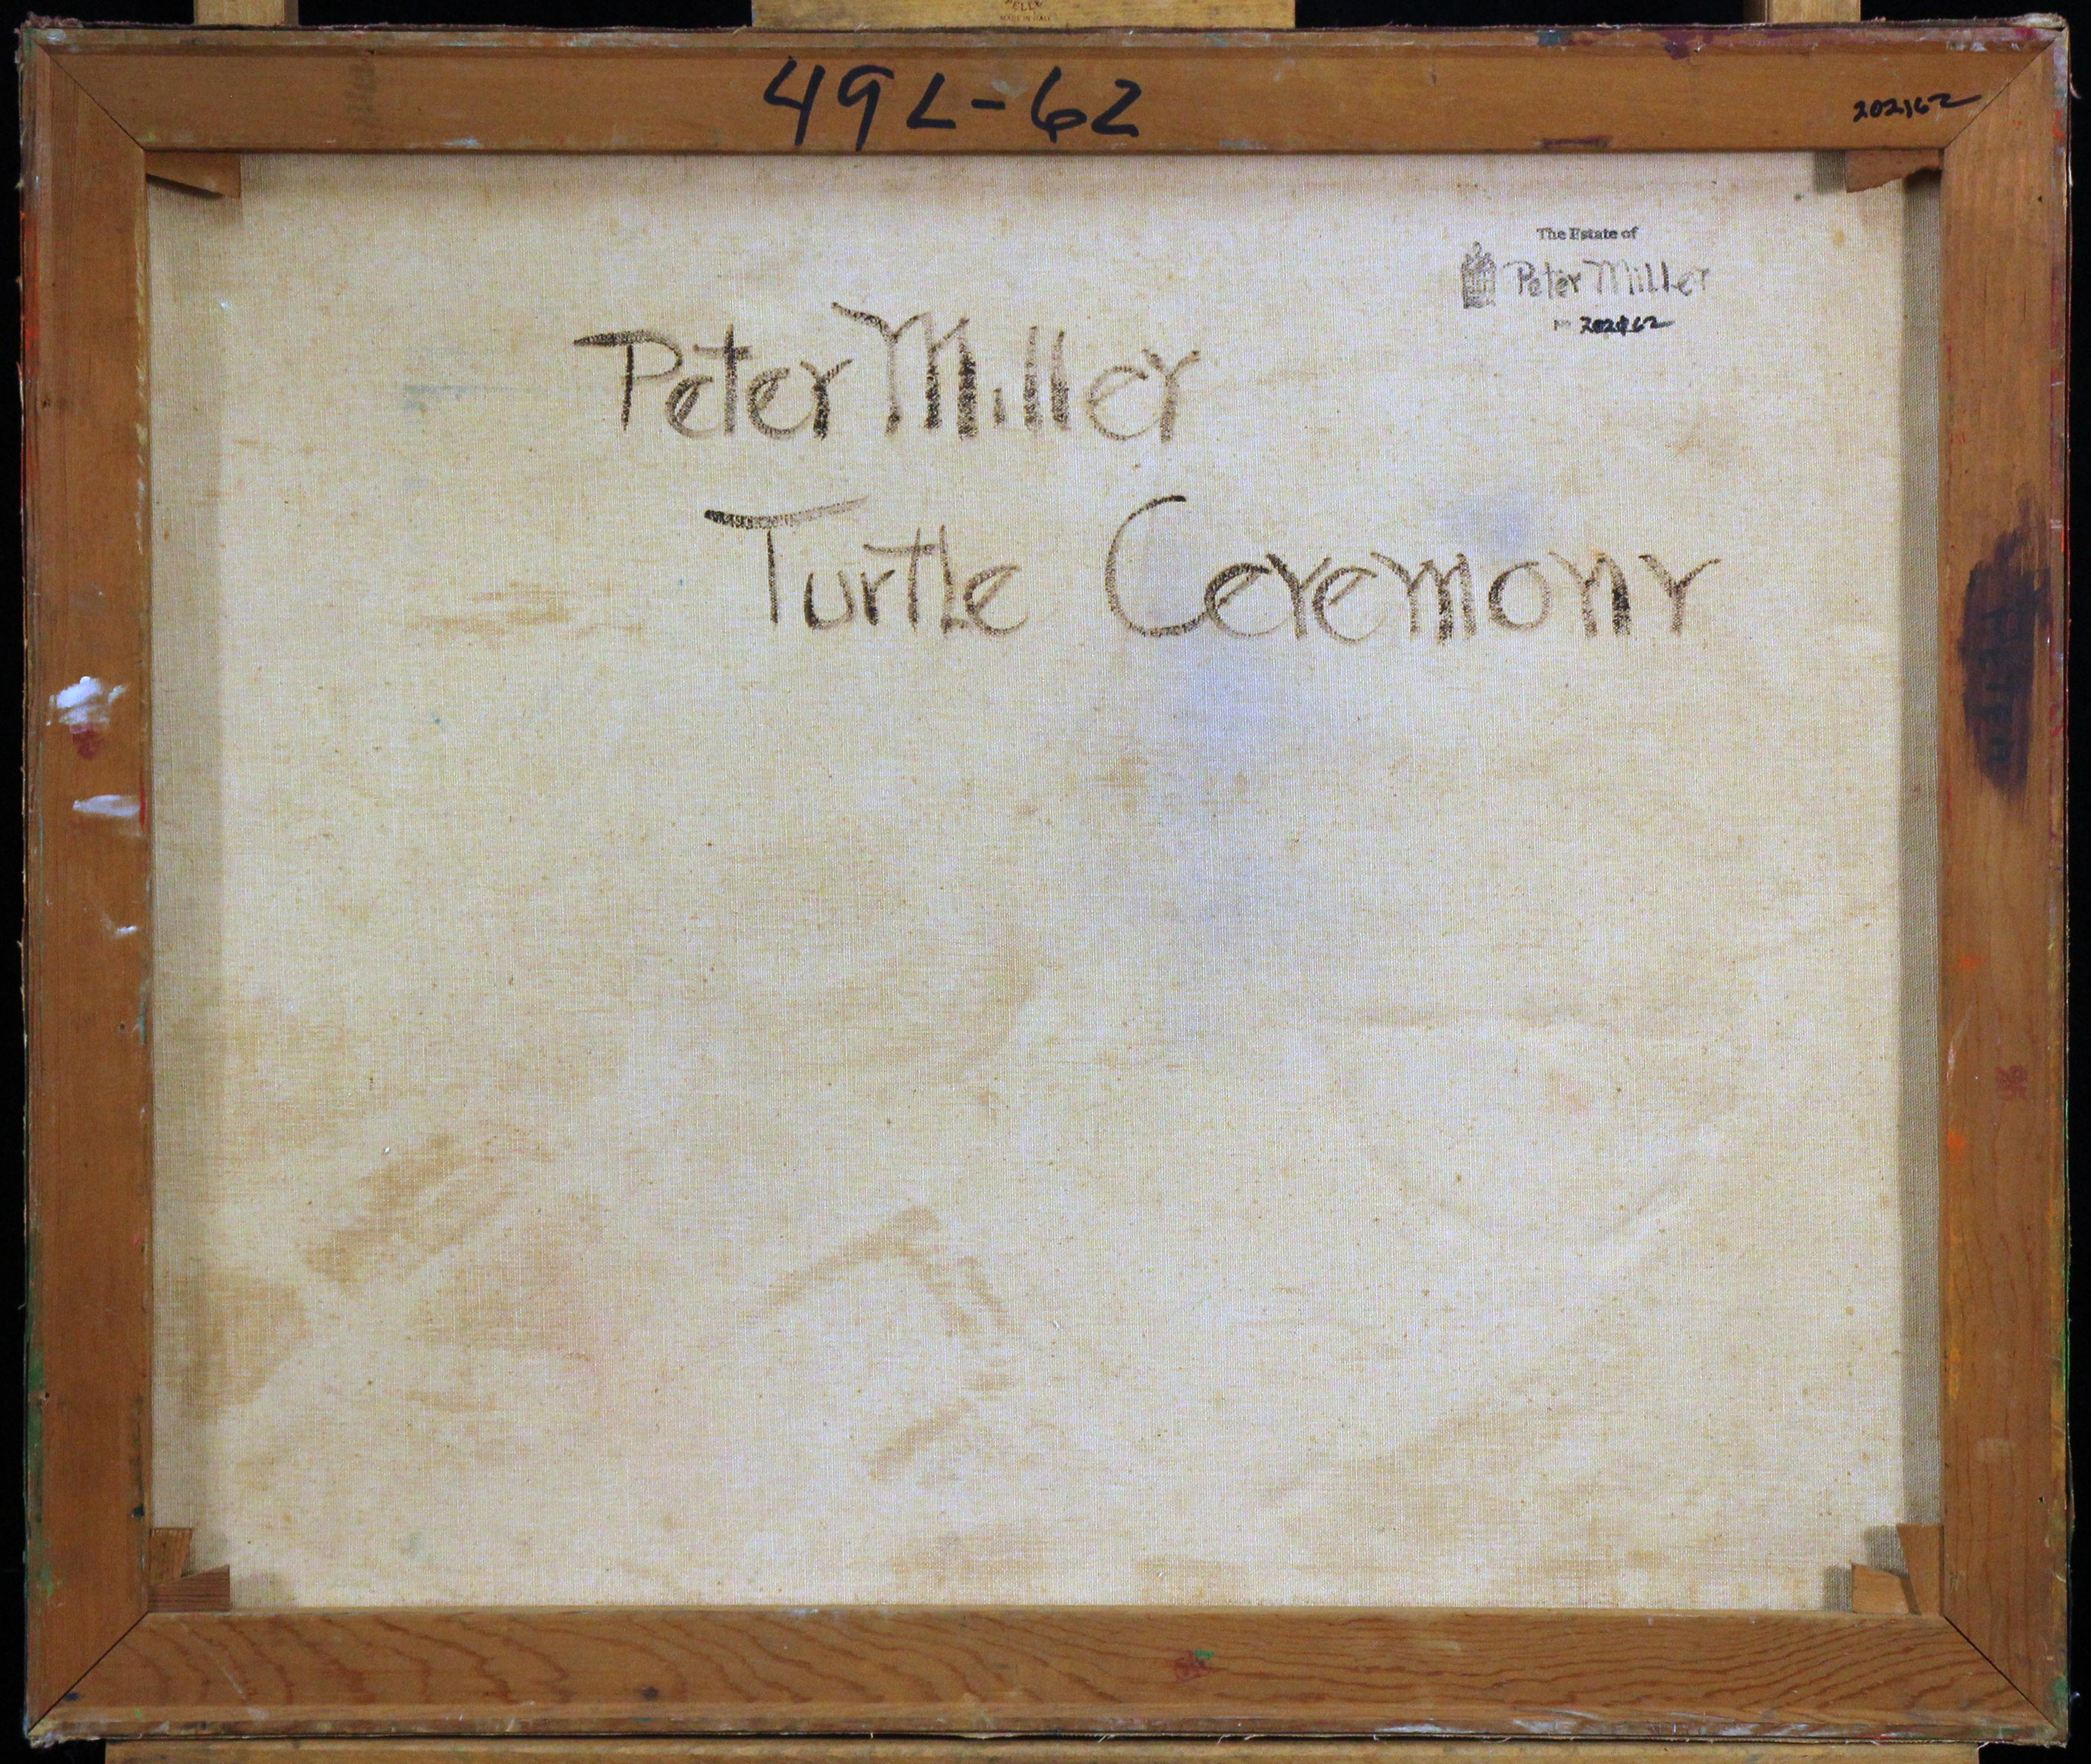 49L-62
202162
The Estate of
Peter Miller
No 202162
Peter Miller
Turtle Ceremony